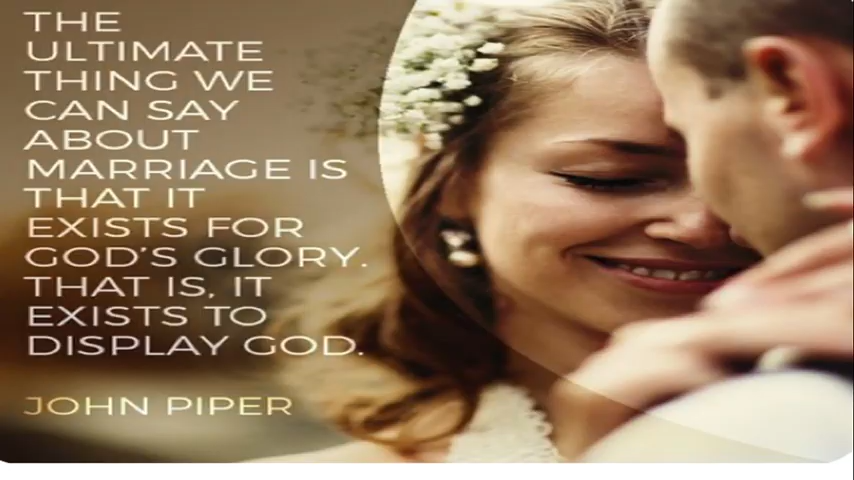 THE
ULTIMATE
THING WE
CAN SAY
ABOUT
MARRIAGE IS
THAT IT
EXISTS FOR
GOD'S GLORY.
THAT IS, IT
EXISTS TO
DISPLAY GOD.
JOHN PIPER